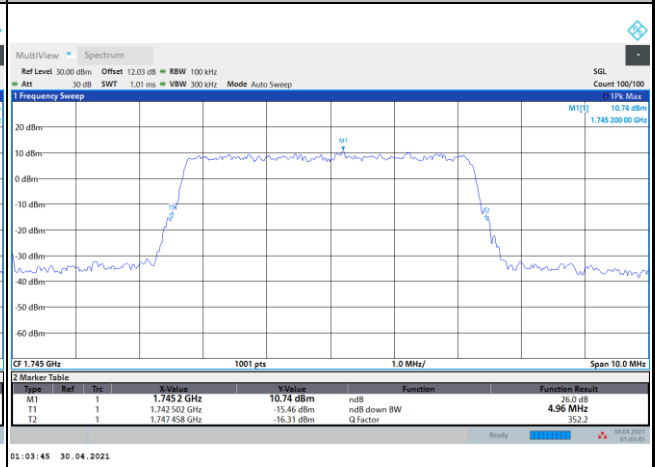 MultiView Spectrum
Ref Level 30.00 dBm Offset 12.03 dB RBW 100 kHz SGL
Att 30 dB SWT 1.01 ms VBW 300 kHz Mode Auto Sweep Count 100/100
1 Frequency Sweep 1Pk Max
M1[1] 10.74 dBm
1.745 200 00 GHz
M1
20 dBm
10 dBm
0 dBm
-10 dBm
T1
T2
-20 dBm
-30 dBm
-40 dBm
-50 dBm
-60 dBm
CF 1.745 GHz 1001 pts 1.0 MHz/ Span 10.0 MHz
2 Marker Table
Type Ref Trc X-Value Y-Value Function Function Result
M1 1 1.745 2 GHz 10.74 dBm ndB 26.0 dB
T1 1 1.742 502 GHz -15.46 dBm ndB down BW 4.96 MHz
T2 1 1.747 458 GHz -16.31 dBm Q Factor 352.2
Ready 30.04.2021
01:03:45
01:03:45 30.04.2021